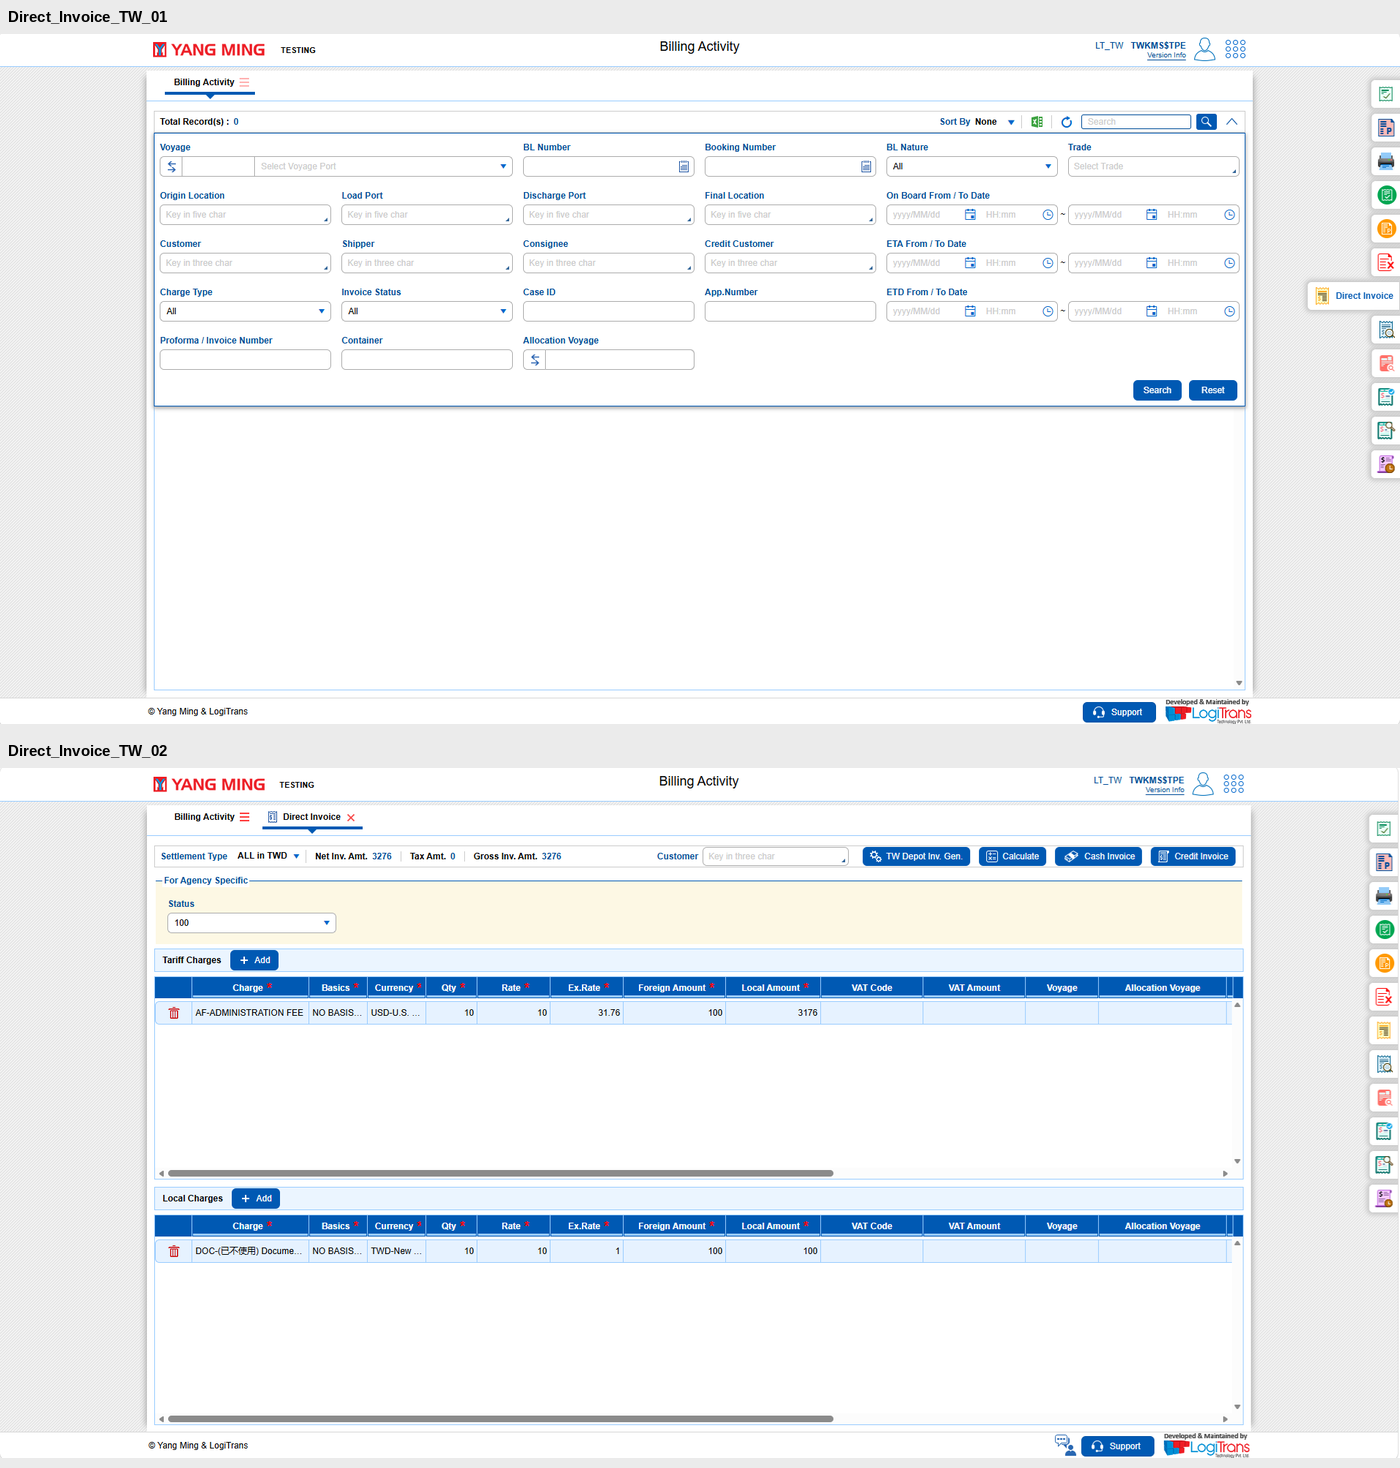 Direct_Invoice_TW_01
YANG MING TESTING
Billing Activity
LT_TW TWKMS$TPE
Version Info
Billing Activity
Total Record(s) : 0
Sort By None Search
Voyage BL Number Booking Number BL Nature Trade
Select Voyage Port All Select Trade
Origin Location Load Port Discharge Port Final Location On Board From / To Date
Key in five char Key in five char Key in five char Key in five char yyyy/MM/dd HH:mm ~ yyyy/MM/dd HH:mm
Customer Shipper Consignee Credit Customer ETA From / To Date
Key in three char Key in three char Key in three char Key in three char yyyy/MM/dd HH:mm ~ yyyy/MM/dd HH:mm
Charge Type Invoice Status Case ID App.Number ETD From / To Date
All All yyyy/MM/dd HH:mm ~ yyyy/MM/dd HH:mm
Direct Invoice
Proforma / Invoice Number Container Allocation Voyage
Search Reset
© Yang Ming & LogiTrans
Support
Developed & Maintained by
LogiTrans
Technology Pvt. Ltd.
Direct_Invoice_TW_02
YANG MING TESTING
Billing Activity
LT_TW TWKMS$TPE
Version Info
Billing Activity Direct Invoice
Settlement Type ALL in TWD Net Inv. Amt. 3276 Tax Amt. 0 Gross Inv. Amt. 3276 Customer Key in three char TW Depot Inv. Gen. Calculate Cash Invoice Credit Invoice
For Agency Specific
Status
100
Tariff Charges + Add
Charge * Basics * Currency * Qty * Rate * Ex.Rate * Foreign Amount * Local Amount * VAT Code VAT Amount Voyage Allocation Voyage
AF-ADMINISTRATION FEE NO BASIS... USD-U.S. ... 10 10 31.76 100 3176
Local Charges + Add
Charge * Basics * Currency * Qty * Rate * Ex.Rate * Foreign Amount * Local Amount * VAT Code VAT Amount Voyage Allocation Voyage
DOC-(已不使用) Docume... NO BASIS... TWD-New ... 10 10 1 100 100
© Yang Ming & LogiTrans
Support
Developed & Maintained by
LogiTrans
Technology Pvt. Ltd.